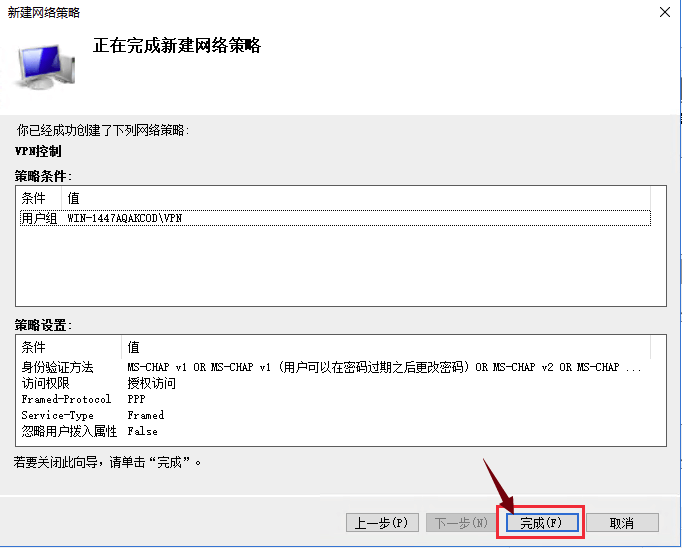 新建网络策略
正在完成新建网络策略
你已经成功创建了下列网络策略:
VPN控制
策略条件:
条件 值
用户组 WIN-1447AQAKCOD\VPN
策略设置:
条件 值
身份验证方法 MS-CHAP v1 OR MS-CHAP v1 (用户可以在密码过期之后更改密码) OR MS-CHAP v2 OR MS-CHAP ...
访问权限 授权访问
Framed-Protocol PPP
Service-Type Framed
忽略用户拨入属性 False
若要关闭此向导，请单击“完成”。
上一步(P) 下一步(N) 完成(F) 取消